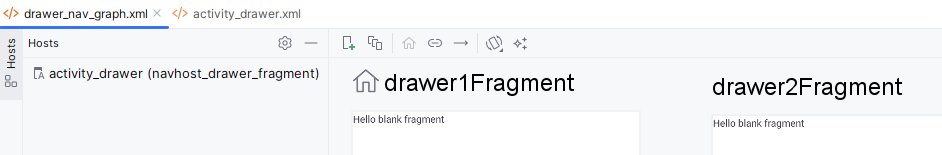 drawer_nav_graph.xml
activity_drawer.xml
Hosts
Hosts
activity_drawer (navhost_drawer_fragment)
drawer1Fragment
drawer2Fragment
Hello blank fragment
Hello blank fragment